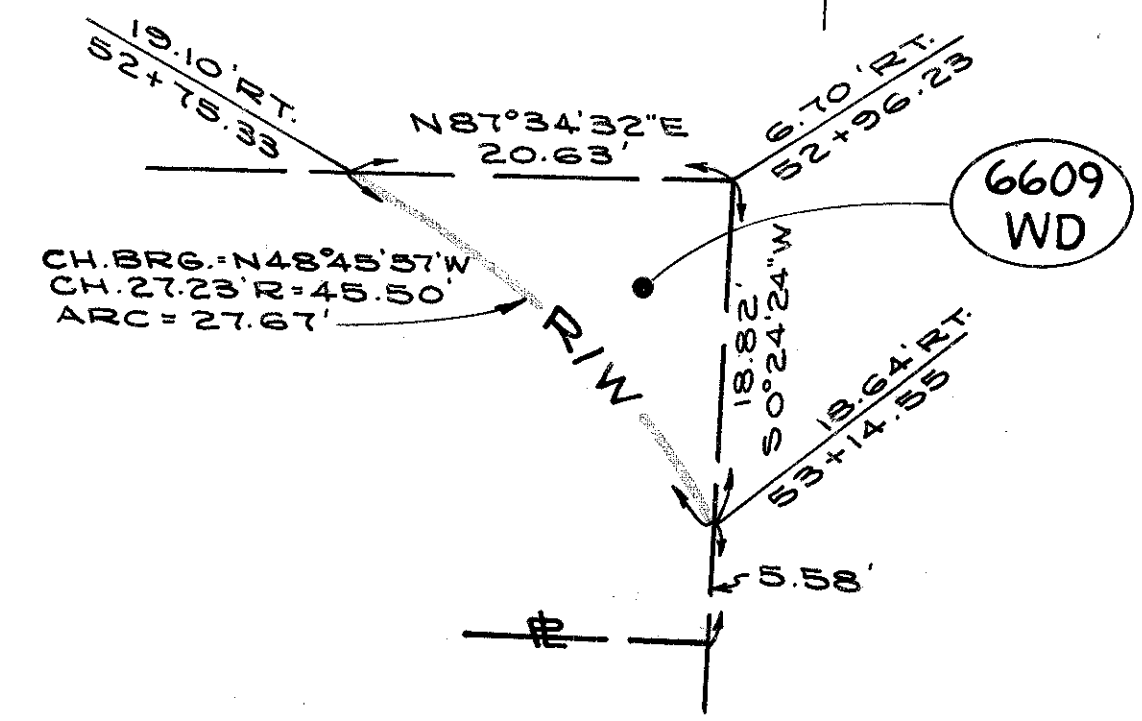 19.10'RT.
52+75.33
N87°34'32"E
20.63'
6.70'RT.
52+96.23
6609
WD
CH.BRG.=N48°45'57'W
CH.27.23'R=45.50'
ARC=27.67'
R/W
18.82'
S0°24'24"W
18.64'RT.
53+14.55
5.58'
PL